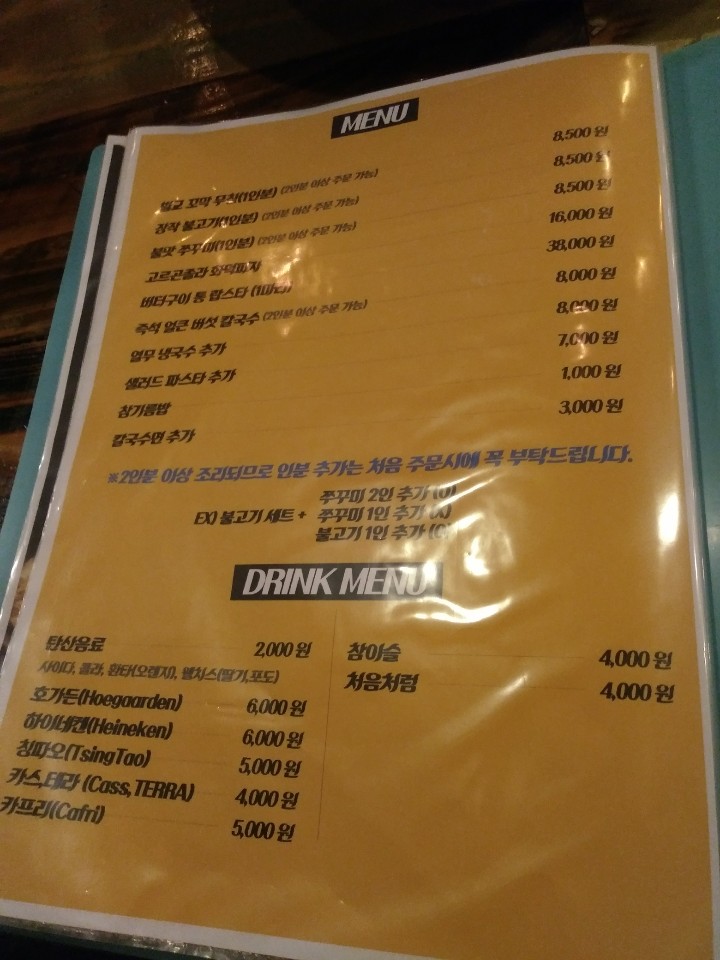 MENU
벌교 꼬막 무침(1인분) (2인분 이상 주문 가능) 8,500 원
장작 불고기(1인분) (2인분 이상 주문 가능) 8,500 원
불맛 쭈꾸미(1인분) (2인분 이상 주문 가능) 8,500 원
고르곤졸라 화덕피자 16,000 원
버터구이 통 랍스타 (1마리) 38,000 원
즉석 얼큰 버섯 칼국수 (2인분 이상 주문 가능) 8,000 원
열무 냉국수 추가 8,000 원
샐러드 파스타 추가 7,000 원
참기름밥 1,000 원
칼국수면 추가 3,000 원
※2인분 이상 조리되므로 인분 추가는 처음 주문시에 꼭 부탁드립니다.
쭈꾸미 2인 추가 (O)
EX) 불고기 세트 + 쭈꾸미 1인 추가 (X)
불고기 1인 추가 (O)
DRINK MENU
탄산음료 2,000 원
사이다, 콜라, 환타(오렌지), 웰치스(딸기,포도)
호가든(Hoegaarden) 6,000 원
하이네켄(Heineken) 6,000 원
칭따오(TsingTao) 5,000 원
카스,테라 (Cass,TERRA) 4,000 원
카프리(Cafri) 5,000 원
참이슬 4,000 원
처음처럼 4,000 원